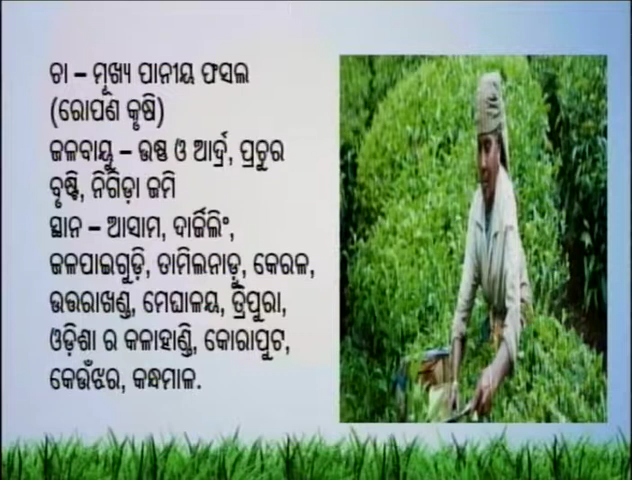 ଚା – ମୂଖ୍ୟ ପାନୀୟ ଫସଲ
(ରୋପଣ କୃଷି)
ଜଳବାୟୁ – ଉଷ୍ଣ ଓ ଆର୍ଦ୍ର, ପ୍ରଚୁର
ବୃଷ୍ଟି, ନିଗିଡ଼ା ଜମି
ସ୍ଥାନ – ଆସାମ, ଦାର୍ଜିଲିଂ,
ଜଳପାଇଗୁଡ଼ି, ତାମିଲନାଡ଼ୁ, କେରଳ,
ଉତ୍ତରାଖଣ୍ଡ, ମେଘାଳୟ, ତ୍ରିପୁରା,
ଓଡ଼ିଶା ର କଳାହାଣ୍ଡି, କୋରାପୁଟ,
କେଉଁଝର, କନ୍ଧମାଳ.